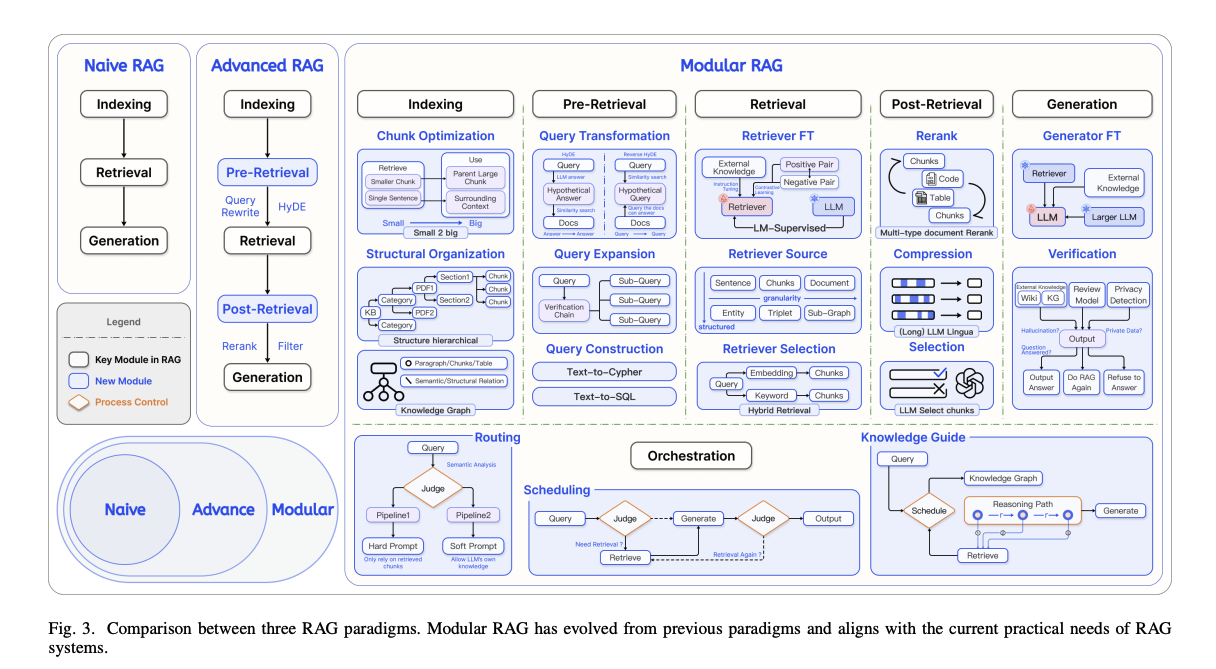 Naive RAG
Indexing
Retrieval
Generation
Legend
Key Module in RAG
New Module
Process Control
Advanced RAG
Indexing
Pre-Retrieval
Query
Rewrite
HyDE
Retrieval
Post-Retrieval
Rerank
Filter
Generation
Naive
Advance
Modular
Modular RAG
Indexing
Chunk Optimization
Retrieve
Smaller Chunk
Single Sentence
Use
Parent Large
Chunk
Surrounding
Context
Small
Big
Small 2 big
Structural Organization
KB
Category
Category
PDF1
PDF2
Section1
Section2
Chunk
Chunk
Chunk
Structure hierarchical
Paragraph/Chunks/Table
Semantic/Structural Relation
Knowledge Graph
Pre-Retrieval
Query Transformation
HyDE
Query
LLM answer
Hypothetical
Answer
Similarity search
Docs
Answer
Answer
Reverse HyDE
Query
Similarity search
Hypothetical
Query
Query the docs
can answer
Docs
Query
Query
Query Expansion
Query
Verification
Chain
Sub-Query
Sub-Query
Sub-Query
Query Construction
Text-to-Cypher
Text-to-SQL
Retrieval
Retriever FT
External
Knowledge
Positive Pair
Negative Pair
Instruction
Tuning
Contrastive
Learning
Retriever
LLM
LM-Supervised
Retriever Source
Sentence
Chunks
Document
granularity
Entity
Triplet
Sub-Graph
structured
Retriever Selection
Query
Embedding
Chunks
Keyword
Chunks
Hybrid Retrieval
Post-Retrieval
Rerank
Chunks
Code
Table
Chunks
Multi-type document Rerank
Compression
(Long) LLM Lingua
Selection
LLM Select chunks
Generation
Generator FT
Retriever
External
Knowledge
LLM
Larger LLM
Verification
External Knowledge
Wiki
KG
Review
Model
Privacy
Detection
Hallucination?
Private Data?
Output
Question
Answered?
Output
Answer
Do RAG
Again
Refuse to
Answer
Routing
Query
Semantic Analysis
Judge
Pipeline1
Pipeline2
Hard Prompt
Soft Prompt
Only rely on retrieved
chunks
Allow LLM's own
knowledge
Orchestration
Scheduling
Query
Judge
Generate
Judge
Output
Need Retrieval ?
Retrieve
Retrieval Again ?
Knowledge Guide
Query
Knowledge Graph
Schedule
Reasoning Path
r
r
Generate
Retrieve
Fig. 3. Comparison between three RAG paradigms. Modular RAG has evolved from previous paradigms and aligns with the current practical needs of RAG
systems.